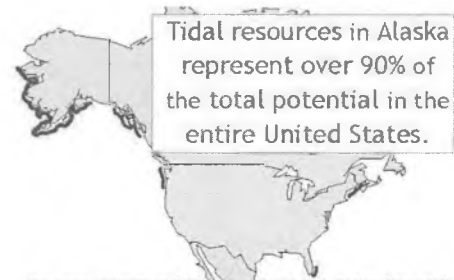 Tidal resources in Alaska
represent over 90% of
the total potential in the
entire United States.